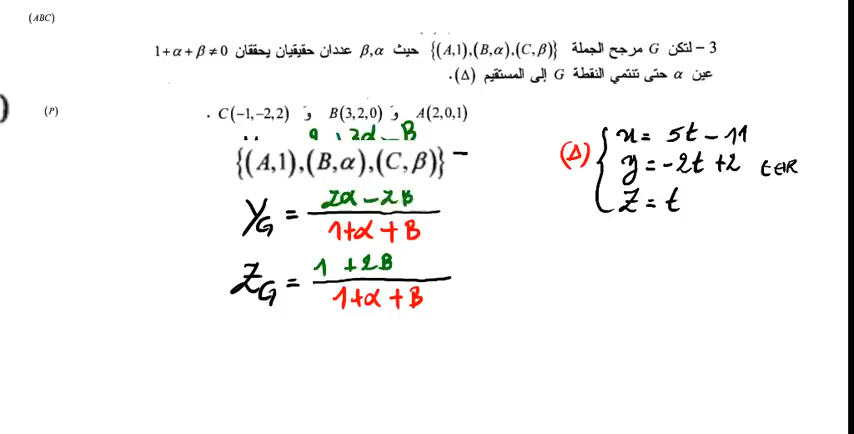 (ABC)
3 – لتكن G مرجح الجملة {(A,1),(B,α),(C,β)} حيث β,α عددان حقيقيان يحققان 1+α+β≠0
عين α حتى تنتمي النقطة G إلى المستقيم (Δ).
(P)
A(2,0,1) و B(3,2,0) و C(-1,-2,2) .
{(A,1),(B,α),(C,β)} –
y_G = (2α – 2β)/(1+α+β)
Z_G = (1 + 2β)/(1+α+β)
(Δ) { x = 5t – 11
y = -2t + 2 t∈ℝ
z = t